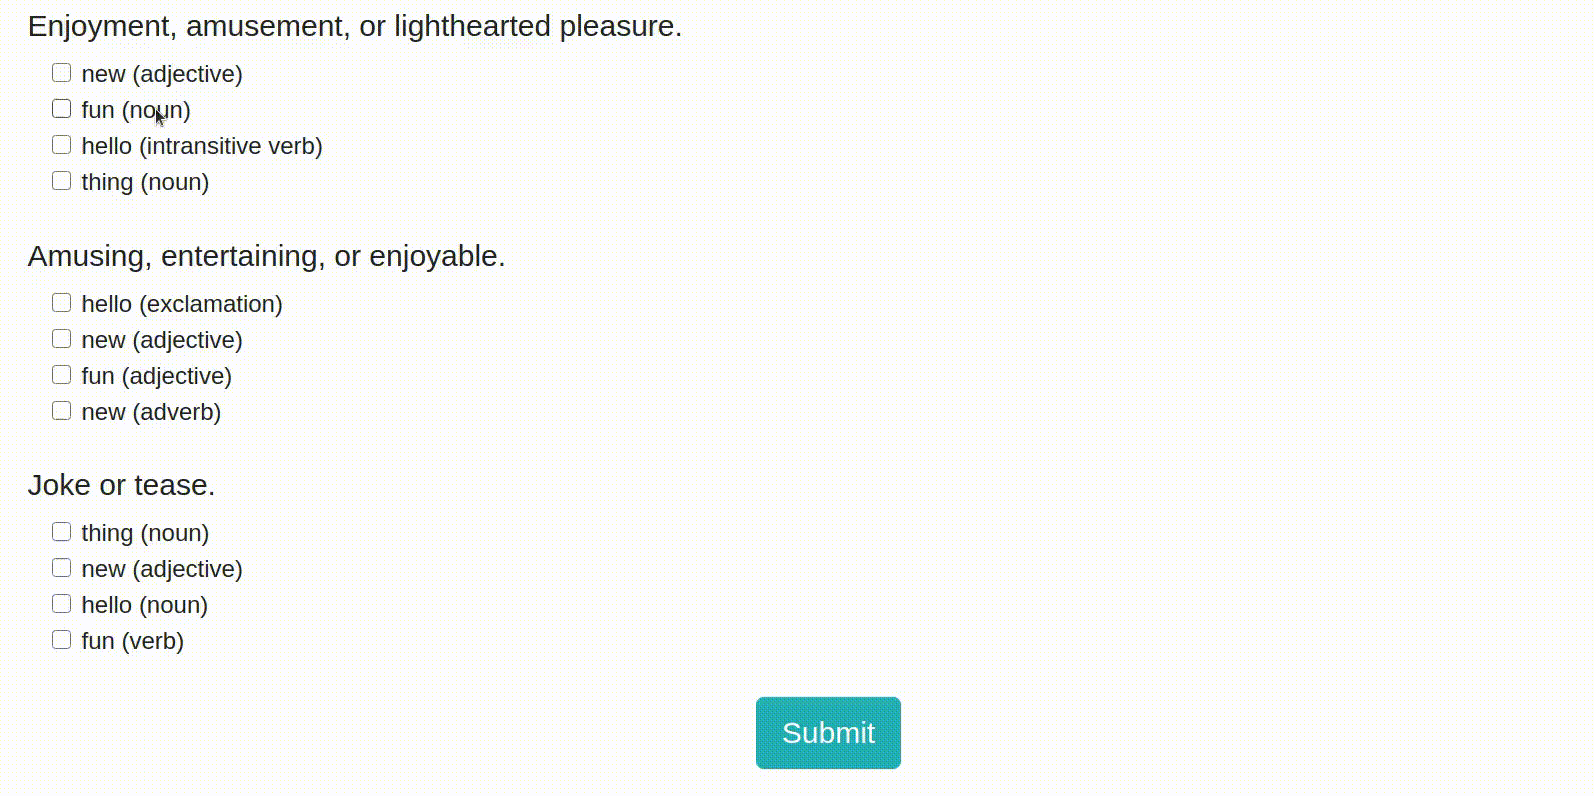 Enjoyment, amusement, or lighthearted pleasure.
new (adjective)
fun (noun)
hello (intransitive verb)
thing (noun)
Amusing, entertaining, or enjoyable.
hello (exclamation)
new (adjective)
fun (adjective)
new (adverb)
Joke or tease.
thing (noun)
new (adjective)
hello (noun)
fun (verb)
Submit